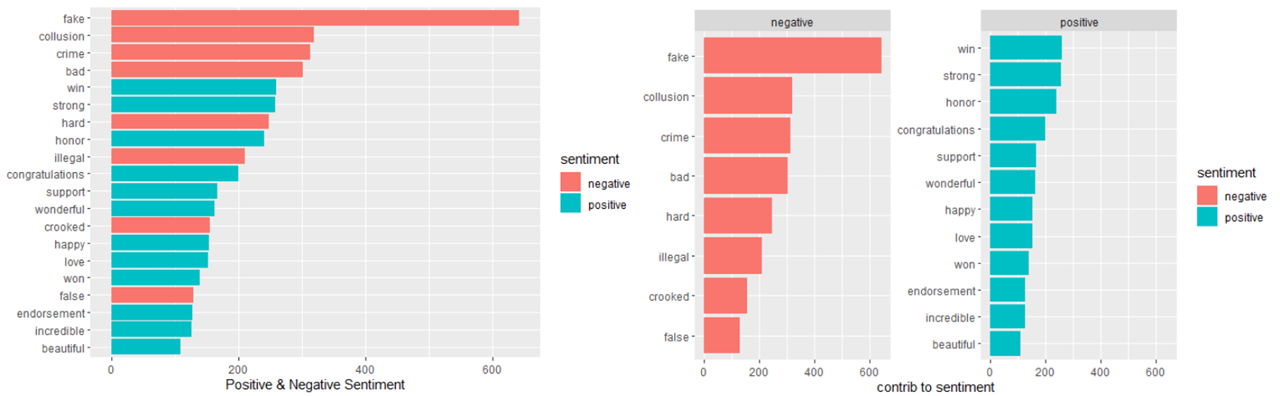 fake
collusion
crime
bad
win
strong
hard
honor
illegal
congratulations
support
wonderful
crooked
happy
love
won
false
endorsement
incredible
beautiful
0 200 400 600
Positive & Negative Sentiment
sentiment
negative
positive
negative
fake
collusion
crime
bad
hard
illegal
crooked
false
0 200 400 600
positive
win
strong
honor
congratulations
support
wonderful
happy
love
won
endorsement
incredible
beautiful
0 200 400 600
contrib to sentiment
sentiment
negative
positive